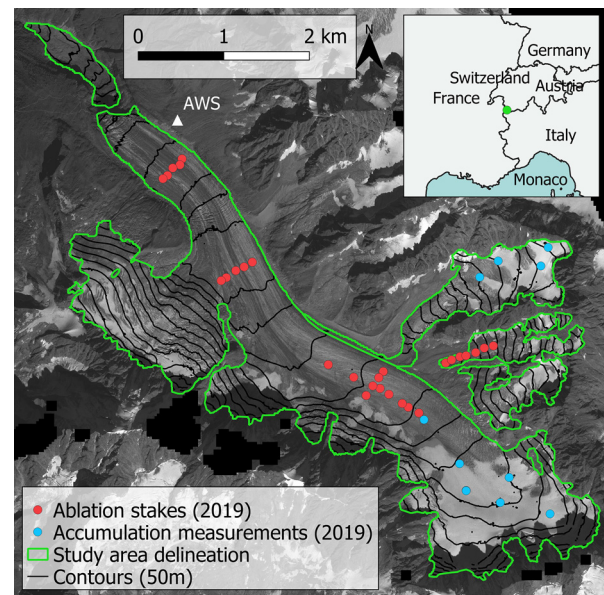 0 1 2 km
N
AWS
Germany
Switzerland
Austria
France
Italy
Monaco
Ablation stakes (2019)
Accumulation measurements (2019)
Study area delineation
Contours (50m)